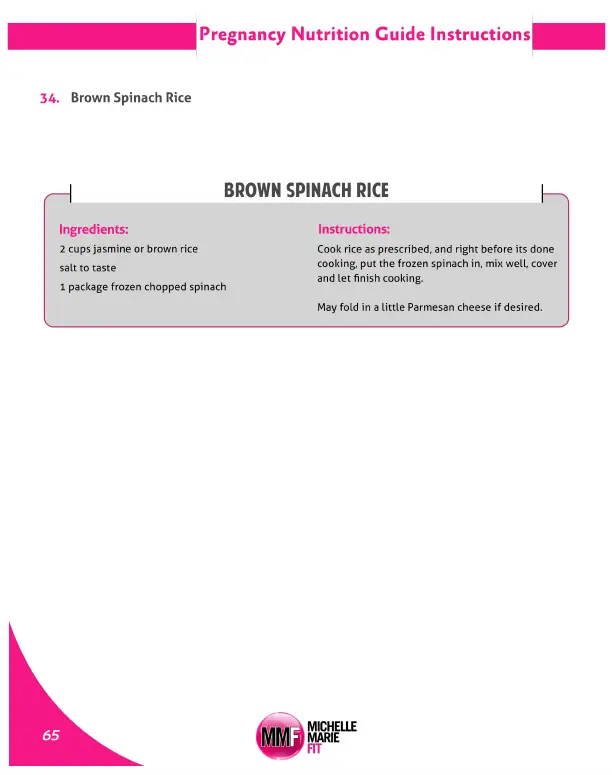 Pregnancy Nutrition Guide Instructions
34. Brown Spinach Rice
BROWN SPINACH RICE
Ingredients:
2 cups jasmine or brown rice
salt to taste
1 package frozen chopped spinach
Instructions:
Cook rice as prescribed, and right before its done
cooking, put the frozen spinach in, mix well, cover
and let finish cooking.
May fold in a little Parmesan cheese if desired.
65
MMF
MICHELLE
MARIE
FIT